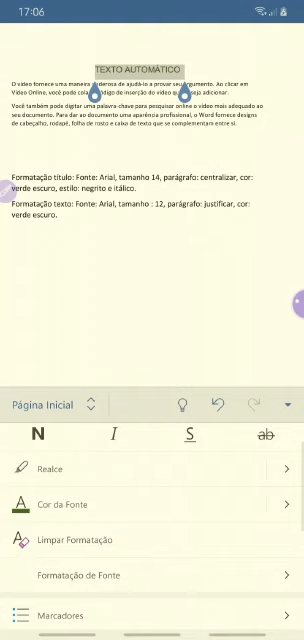 17:06
TEXTO AUTOMÁTICO
O vídeo fornece uma maneira poderosa de ajudá-lo a provar seu argumento. Ao clicar em
Vídeo Online, você pode colar o código de inserção do vídeo que deseja adicionar.
Você também pode digitar uma palavra-chave para pesquisar online o vídeo mais adequado ao
seu documento. Para dar ao documento uma aparência profissional, o Word fornece designs
de cabeçalho, rodapé, folha de rosto e caixa de texto que se complementam entre si.
Formatação título: Fonte: Arial, tamanho 14, parágrafo: centralizar, cor:
verde escuro, estilo: negrito e itálico.
Formatação texto: Fonte: Arial, tamanho : 12, parágrafo: justificar, cor:
verde escuro.
Página Inicial
N I S ab
Realce
A Cor da Fonte
A Limpar Formatação
Formatação de Fonte
Marcadores